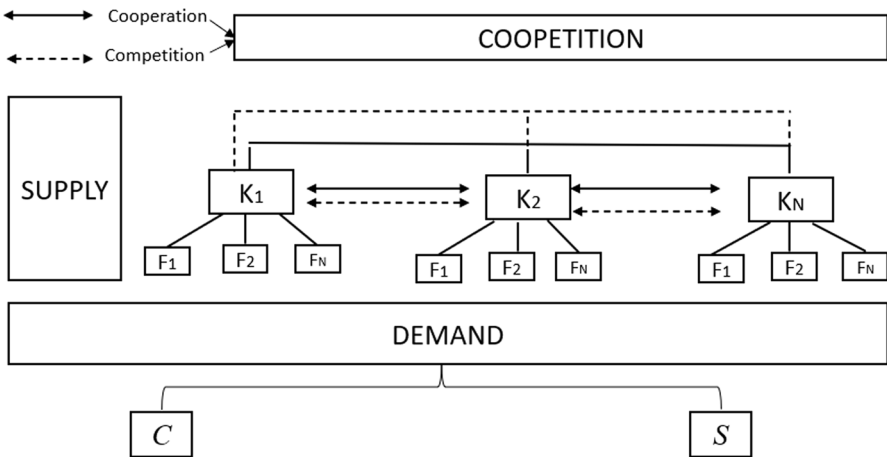 Cooperation
COOPETITION
Competition
SUPPLY
K1
K2
KN
F1 F2 FN
F1 F2 FN
F1 F2 FN
DEMAND
C
S